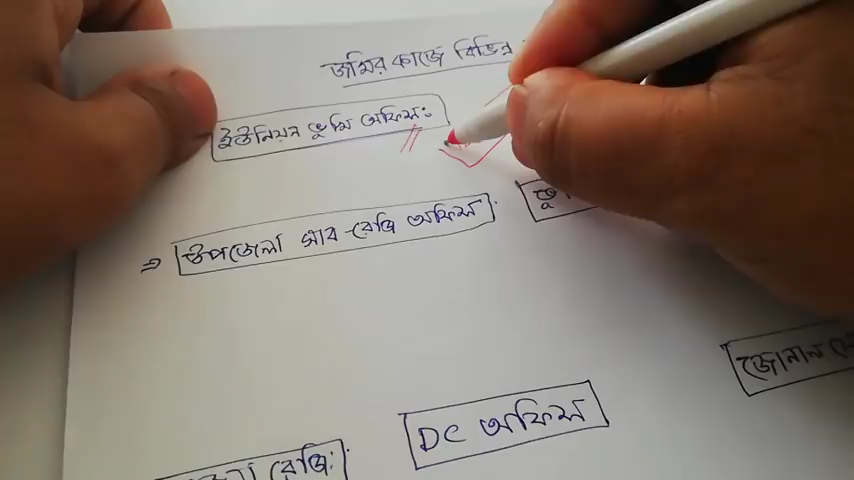 জমির কাজে বিভিন্ন
ইউনিয়ন ভূমি অফিসঃ
⇒ উপজেলা সাব-রেজি অফিস
ভূ
জোনাল
DC অফিস
রেজিঃ